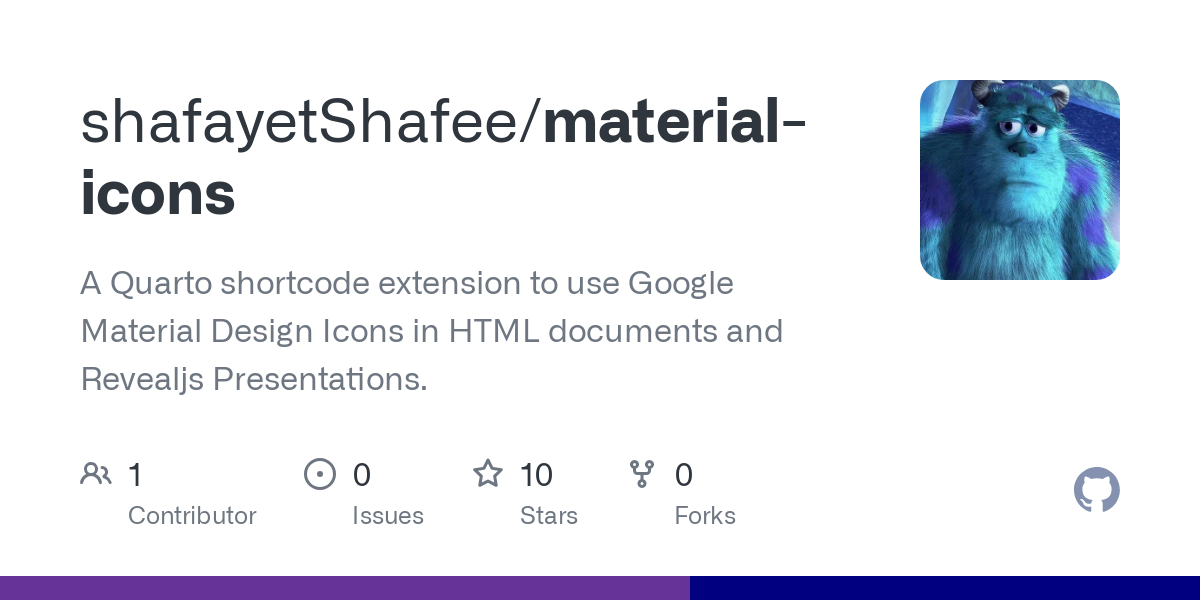 shafayetShafee/material-
icons
A Quarto shortcode extension to use Google
Material Design Icons in HTML documents and
Revealjs Presentations.
1 0 10 0
Contributor Issues Stars Forks